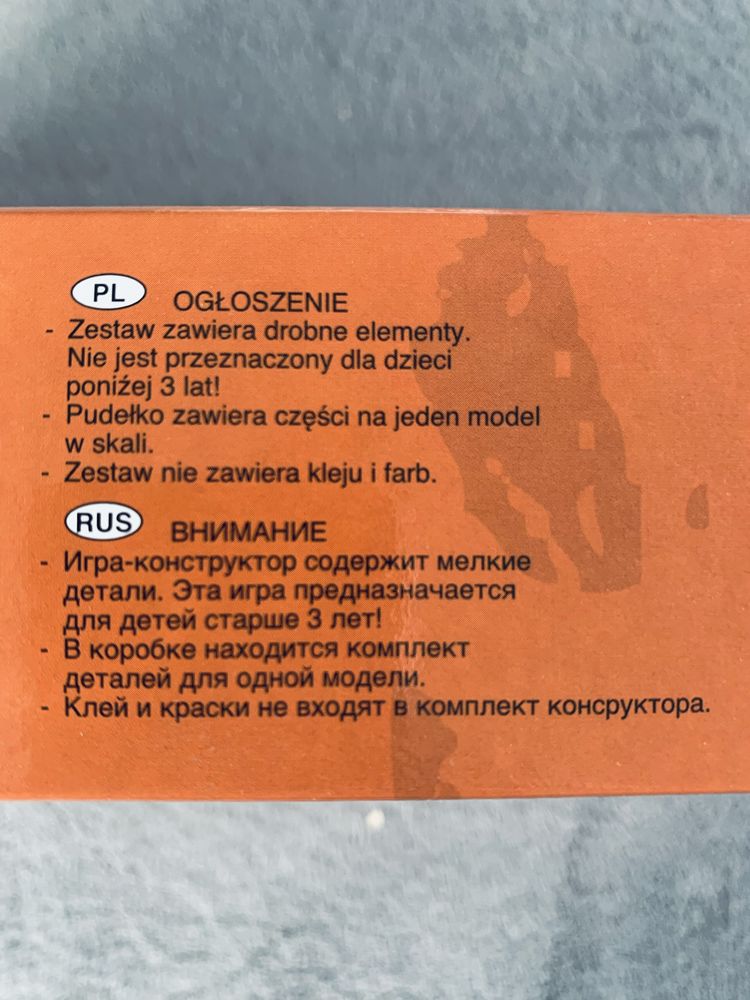 PL OGŁOSZENIE
- Zestaw zawiera drobne elementy.
Nie jest przeznaczony dla dzieci
poniźej 3 lat!
- Pudełko zawiera części na jeden model
w skali.
- Zestaw nie zawiera kleju i farb.
RUS ВНИМАНИЕ
- Игра-конструктор содержит мелкие
детали. Эта игра предназначается
для детей старше 3 лет!
- В коробке находится комплект
деталей для одной модели.
- Клей и краски не входят в комплект консруктора.